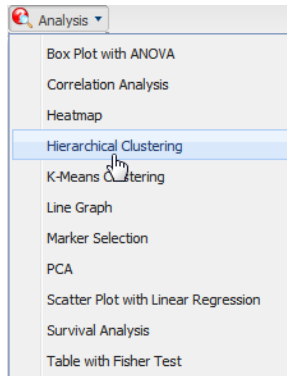 Analysis
Box Plot with ANOVA
Correlation Analysis
Heatmap
Hierarchical Clustering
K-Means Clustering
Line Graph
Marker Selection
PCA
Scatter Plot with Linear Regression
Survival Analysis
Table with Fisher Test